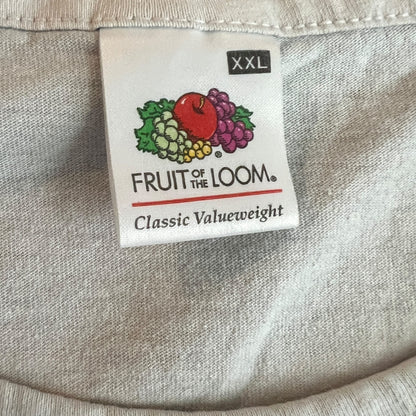 XXL
FRUIT OF THE LOOM®
Classic Valueweight